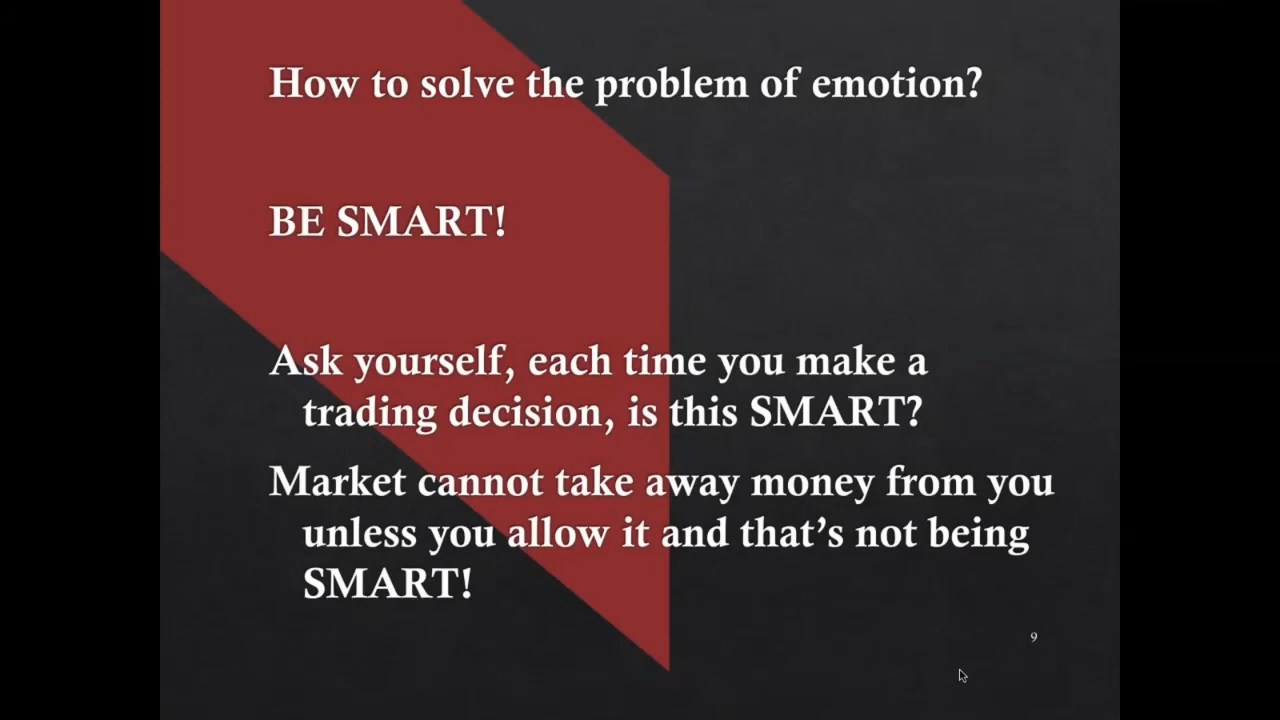 How to solve the problem of emotion?
BE SMART!
Ask yourself, each time you make a
trading decision, is this SMART?
Market cannot take away money from you
unless you allow it and that’s not being
SMART!
9